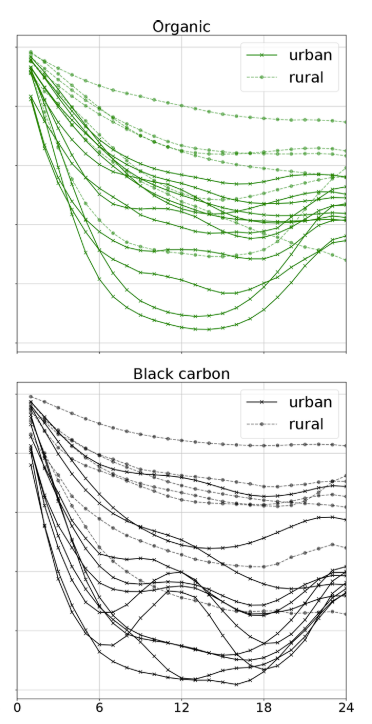 Organic
urban
rural
Black carbon
urban
rural
0 6 12 18 24